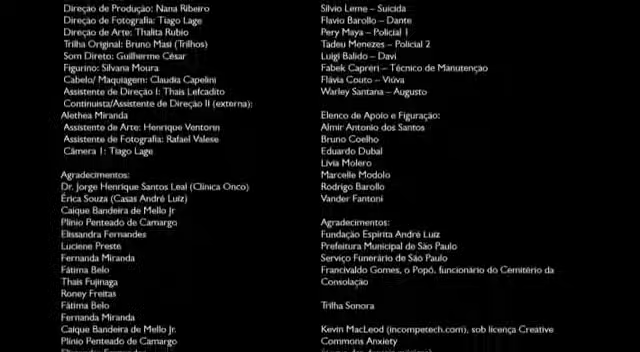 Direção de Produção: Nana Ribeiro
Direção de Fotografia: Tiago Lage
Direção de Arte: Thalita Rubio
Trilha Original: Bruno Masi (Trilhos)
Som Direto: Guilherme César
Figurino: Silvana Moura
Cabelo/ Maquiagem: Claudia Capelini
Assistente de Direção I: Thais Lefcadito
Continuista/Assistente de Direção II (externa):
Alethea Miranda
Assistente de Arte: Henrique Ventorin
Assistente de Fotografia: Rafael Valese
Câmera I: Tiago Lage
Agradecimentos:
Dr. Jorge Henrique Santos Leal (Clínica Onco)
Érica Souza (Casas André Luiz)
Caique Bandeira de Mello Jr
Plínio Penteado de Camargo
Elissandra Fernandes
Luciene Preste
Fernanda Miranda
Fátima Belo
Thais Fujinaga
Roney Freitas
Fátima Belo
Fernanda Miranda
Caique Bandeira de Mello Jr.
Plínio Penteado de Camargo
Elissandra Fernandes
Silvio Leme – Suicida
Flavio Barollo – Dante
Pery Maya – Policial 1
Tadeu Menezes – Policial 2
Luigi Balido – Davi
Fabek Capreri – Técnico de Manutenção
Flávia Couto – Viúva
Warley Santana – Augusto
Elenco de Apoio e Figuração:
Almir Antonio dos Santos
Bruno Coelho
Eduardo Dubal
Livia Molero
Marcelle Modolo
Rodrigo Barollo
Vander Fantoni
Agradecimentos:
Fundação Espírita André Luiz
Prefeitura Municipal de São Paulo
Serviço Funerário de São Paulo
Francivaldo Gomes, o Popó, funcionário do Cemitério da
Consolação
Trilha Sonora
Kevin MacLeod (incompetech.com), sob licença Creative
Commons Anxiety